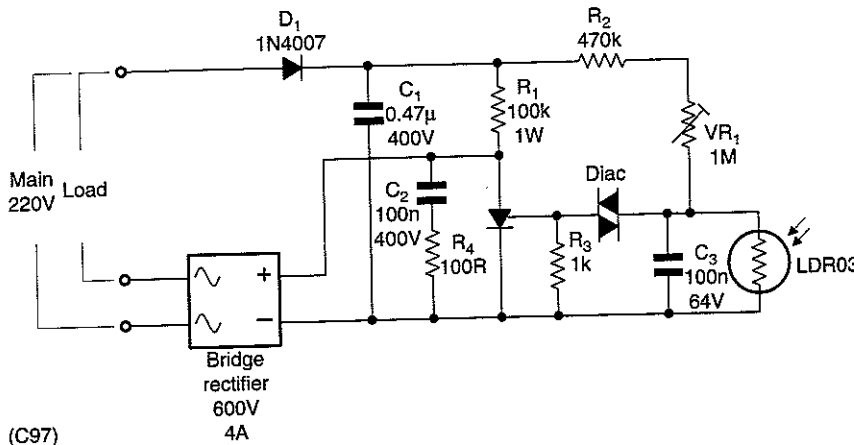 D1
1N4007
R2
470k
C1
0.47µ
400V
R1
100k
1W
VR1
1M
Main
220V
Load
C2
100n
400V
R4
100R
Diac
R3
1k
C3
100n
64V
LDR03
+
−
Bridge
rectifier
600V
4A
(C97)